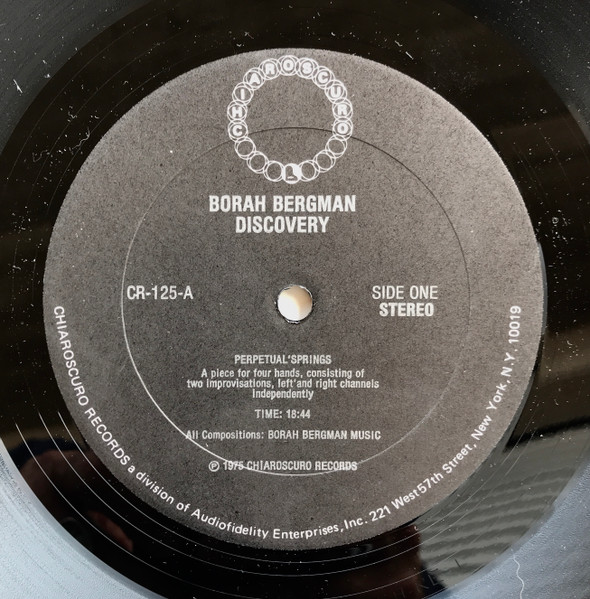 CHIAROSCURO
L
BORAH BERGMAN
DISCOVERY
CR-125-A
SIDE ONE
STEREO
PERPETUAL SPRINGS
A piece for four hands, consisting of
two improvisations, left and right channels
independently
TIME: 18:44
All Compositions: BORAH BERGMAN MUSIC
℗ 1975 CHIAROSCURO RECORDS
CHIAROSCURO RECORDS a division of Audiofidelity Enterprises, Inc. 221 West 57th Street, New York, N.Y. 10019